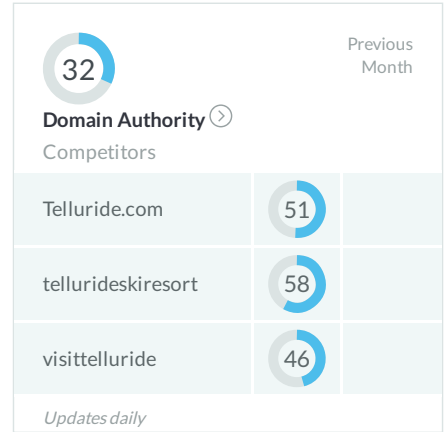 32
Previous
Month
Domain Authority
Competitors
Telluride.com 51
tellurideskiresort 58
visittelluride 46
Updates daily